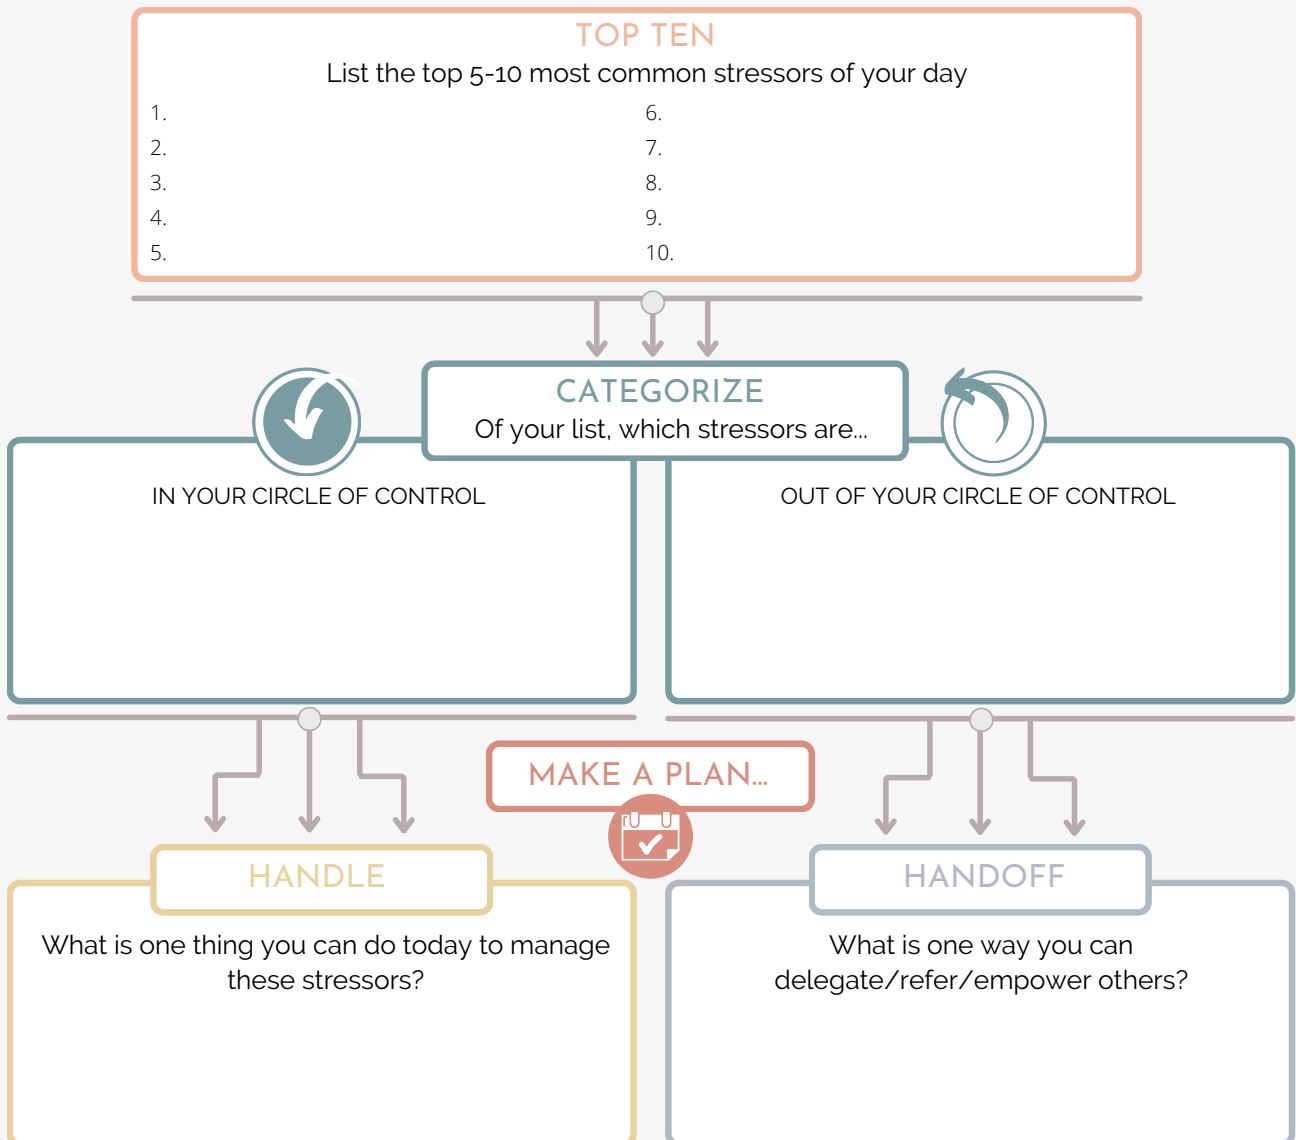 TOP TEN
List the top 5-10 most common stressors of your day
1.
2.
3.
4.
5.
6.
7.
8.
9.
10.
CATEGORIZE
Of your list, which stressors are...
IN YOUR CIRCLE OF CONTROL
OUT OF YOUR CIRCLE OF CONTROL
MAKE A PLAN...
HANDLE
What is one thing you can do today to manage
these stressors?
HANDOFF
What is one way you can
delegate/refer/empower others?